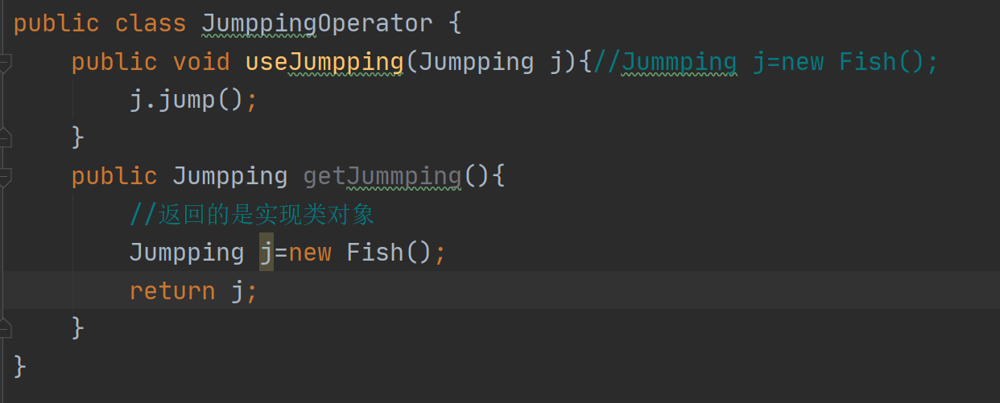 public class JumppingOperator {
public void useJumpping(Jumpping j){//Jummping j=new Fish();
j.jump();
}
public Jumpping getJummping(){
//返回的是实现类对象
Jumpping j=new Fish();
return j;
}
}